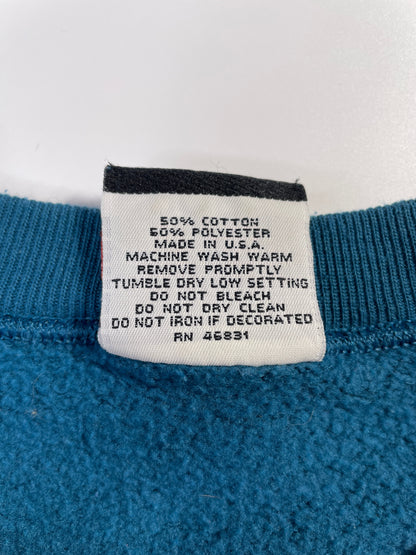 50% COTTON
50% POLYESTER
MADE IN U.S.A.
MACHINE WASH WARM
REMOVE PROMPTLY
TUMBLE DRY LOW SETTING
DO NOT BLEACH
DO NOT DRY CLEAN
DO NOT IRON IF DECORATED
RN 46831